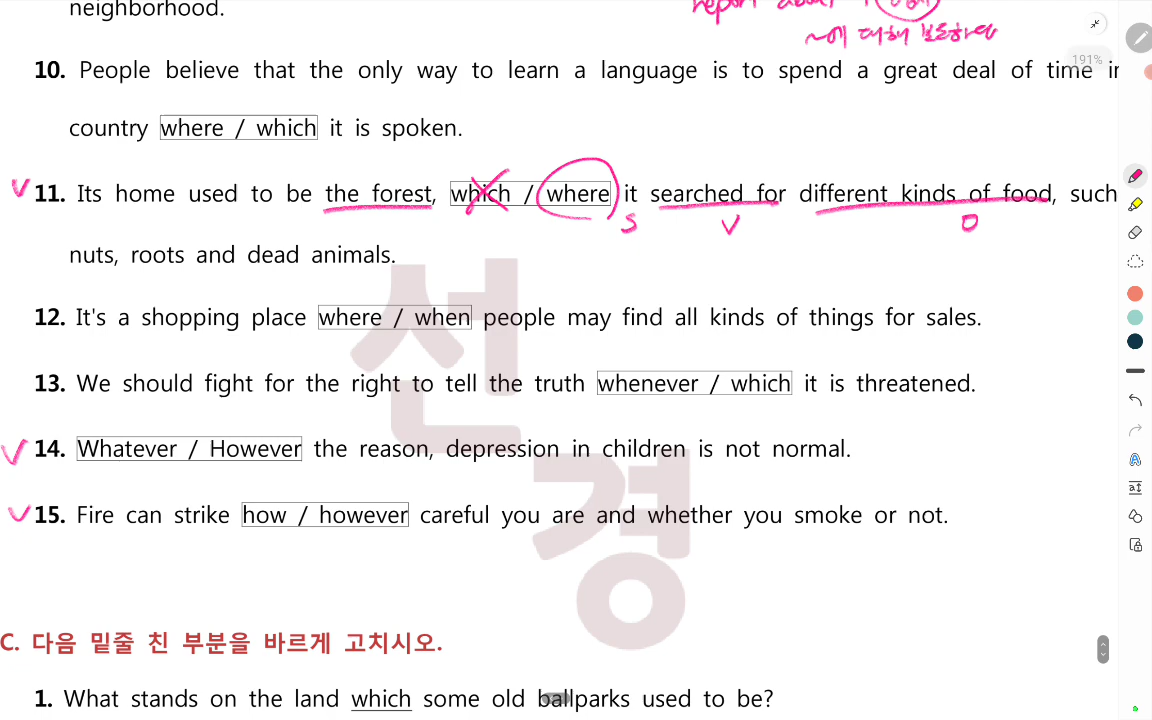 neighborhood.
report about
~에 대해 보도하다
191%
10. People believe that the only way to learn a language is to spend a great deal of time in
country where / which it is spoken.
V 11. Its home used to be the forest, which / where it searched for different kinds of food, such
S V O
nuts, roots and dead animals.
12. It's a shopping place where / when people may find all kinds of things for sales.
13. We should fight for the right to tell the truth whenever / which it is threatened.
V 14. Whatever / However the reason, depression in children is not normal.
V 15. Fire can strike how / however careful you are and whether you smoke or not.
선경
C. 다음 밑줄 친 부분을 바르게 고치시오.
1. What stands on the land which some old ballparks used to be?